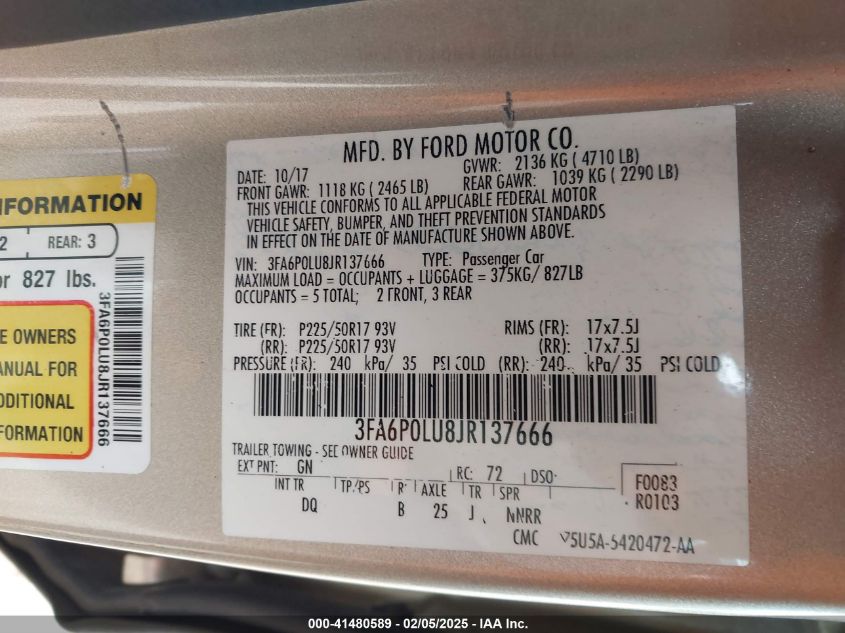 INFORMATION
2 REAR: 3
or 827 lbs.
E OWNERS
ANUAL FOR
DDITIONAL
FORMATION
3FA6P0LU8JR137666
MFD. BY FORD MOTOR CO.
DATE: 10/17 GVWR: 2136 KG ( 4710 LB)
FRONT GAWR: 1118 KG ( 2465 LB) REAR GAWR: 1039 KG ( 2290 LB)
THIS VEHICLE CONFORMS TO ALL APPLICABLE FEDERAL MOTOR
VEHICLE SAFETY, BUMPER, AND THEFT PREVENTION STANDARDS
IN EFFECT ON THE DATE OF MANUFACTURE SHOWN ABOVE.
VIN: 3FA6P0LU8JR137666 TYPE: Passenger Car
MAXIMUM LOAD = OCCUPANTS + LUGGAGE = 375KG/ 827LB
OCCUPANTS = 5 TOTAL; 2 FRONT, 3 REAR
TIRE (FR): P225/50R17 93V RIMS (FR): 17x7.5J
(RR): P225/50R17 93V (RR): 17x7.5J
PRESSURE (FR): 240 kPa/ 35 PSI COLD (RR): 240 kPa/ 35 PSI COLD
3FA6P0LU8JR137666
TRAILER TOWING - SEE OWNER GUIDE
EXT PNT: GN RC: 72 DSO: F0083
INT TR TP/PS R AXLE TR SPR R0103
DQ B 25 J NNRR
CMC 5U5A-5420472-AA
000-41480589 - 02/05/2025 - IAA Inc.